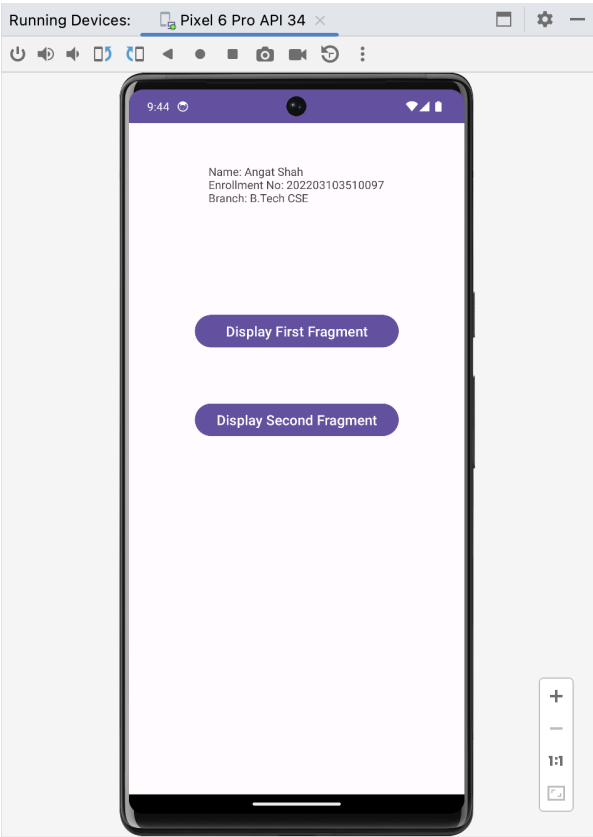 Running Devices: Pixel 6 Pro API 34
9:44
Name: Angat Shah
Enrollment No: 202203103510097
Branch: B.Tech CSE
Display First Fragment
Display Second Fragment
1:1